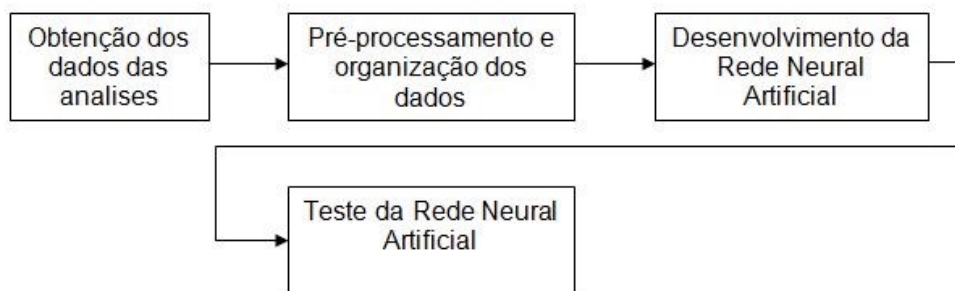 Obtenção dos
dados das
analises
Pré-processamento e
organização dos
dados
Desenvolvimento da
Rede Neural
Artificial
Teste da Rede Neural
Artificial